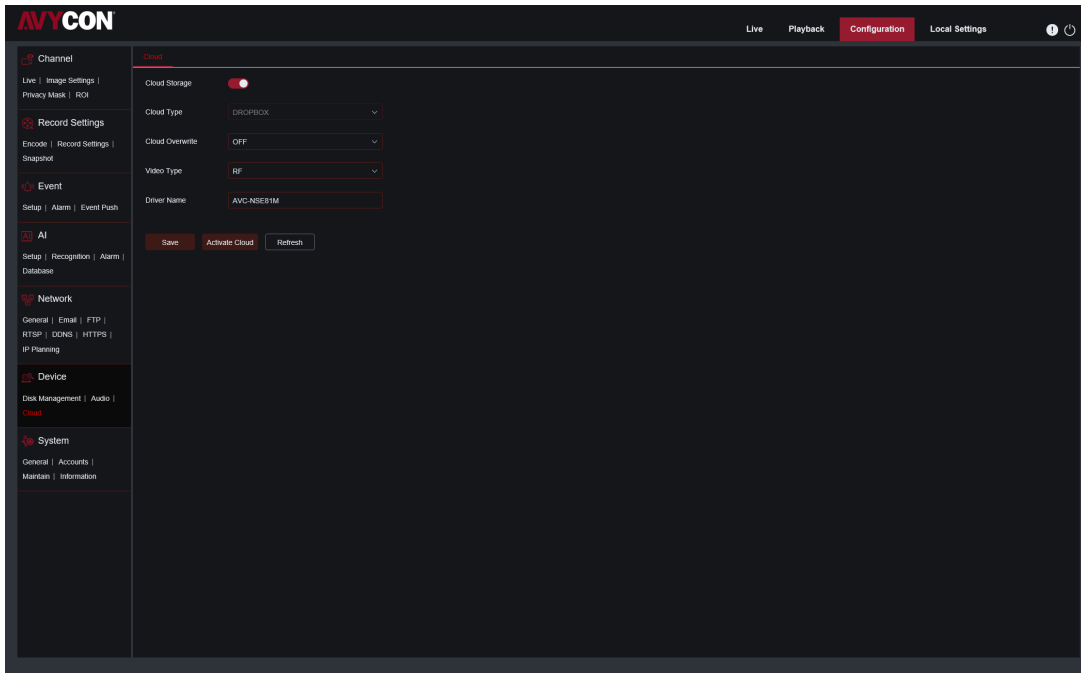 AVYCON
Live Playback Configuration Local Settings
Channel
Live | Image Settings |
Privacy Mask | ROI
Record Settings
Encode | Record Settings |
Snapshot
Event
Setup | Alarm | Event Push
AI AI
Setup | Recognition | Alarm |
Database
Network
General | Email | FTP |
RTSP | DDNS | HTTPS |
IP Planning
Device
Disk Management | Audio |
Cloud
System
General | Accounts |
Maintain | Information
Cloud
Cloud Storage
Cloud Type DROPBOX
Cloud Overwrite OFF
Video Type RF
Driver Name AVC-NSE81M
Save Activate Cloud Refresh